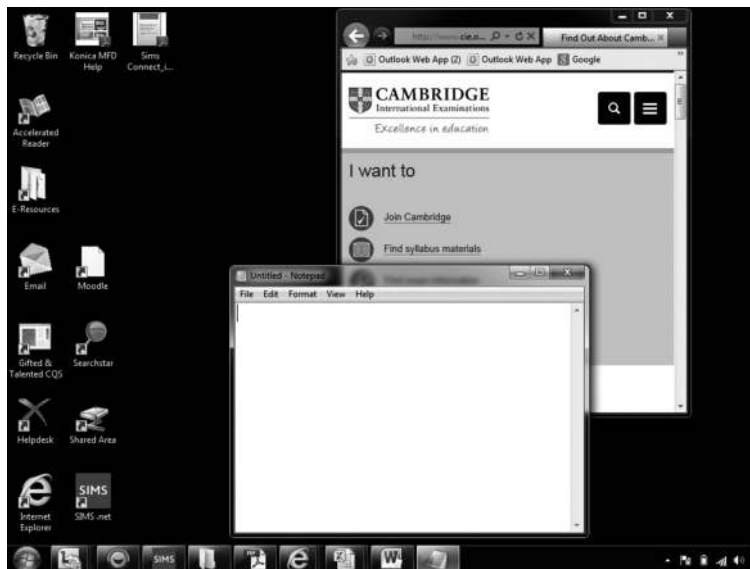 Recycle Bin
Konica MFD
Help
Sims
Connect_i...
Accelerated
Reader
E-Resources
Email
Moodle
Gifted &
Talented CQS
Searchstar
Helpdesk
Shared Area
Internet
Explorer
SIMS
SIMS .net
cie.o...
Find Out About Camb...
Outlook Web App (2)
Outlook Web App
Google
CAMBRIDGE
International Examinations
Excellence in education
I want to
Join Cambridge
Find syllabus materials
Untitled - Notepad
File Edit Format View Help
SIMS